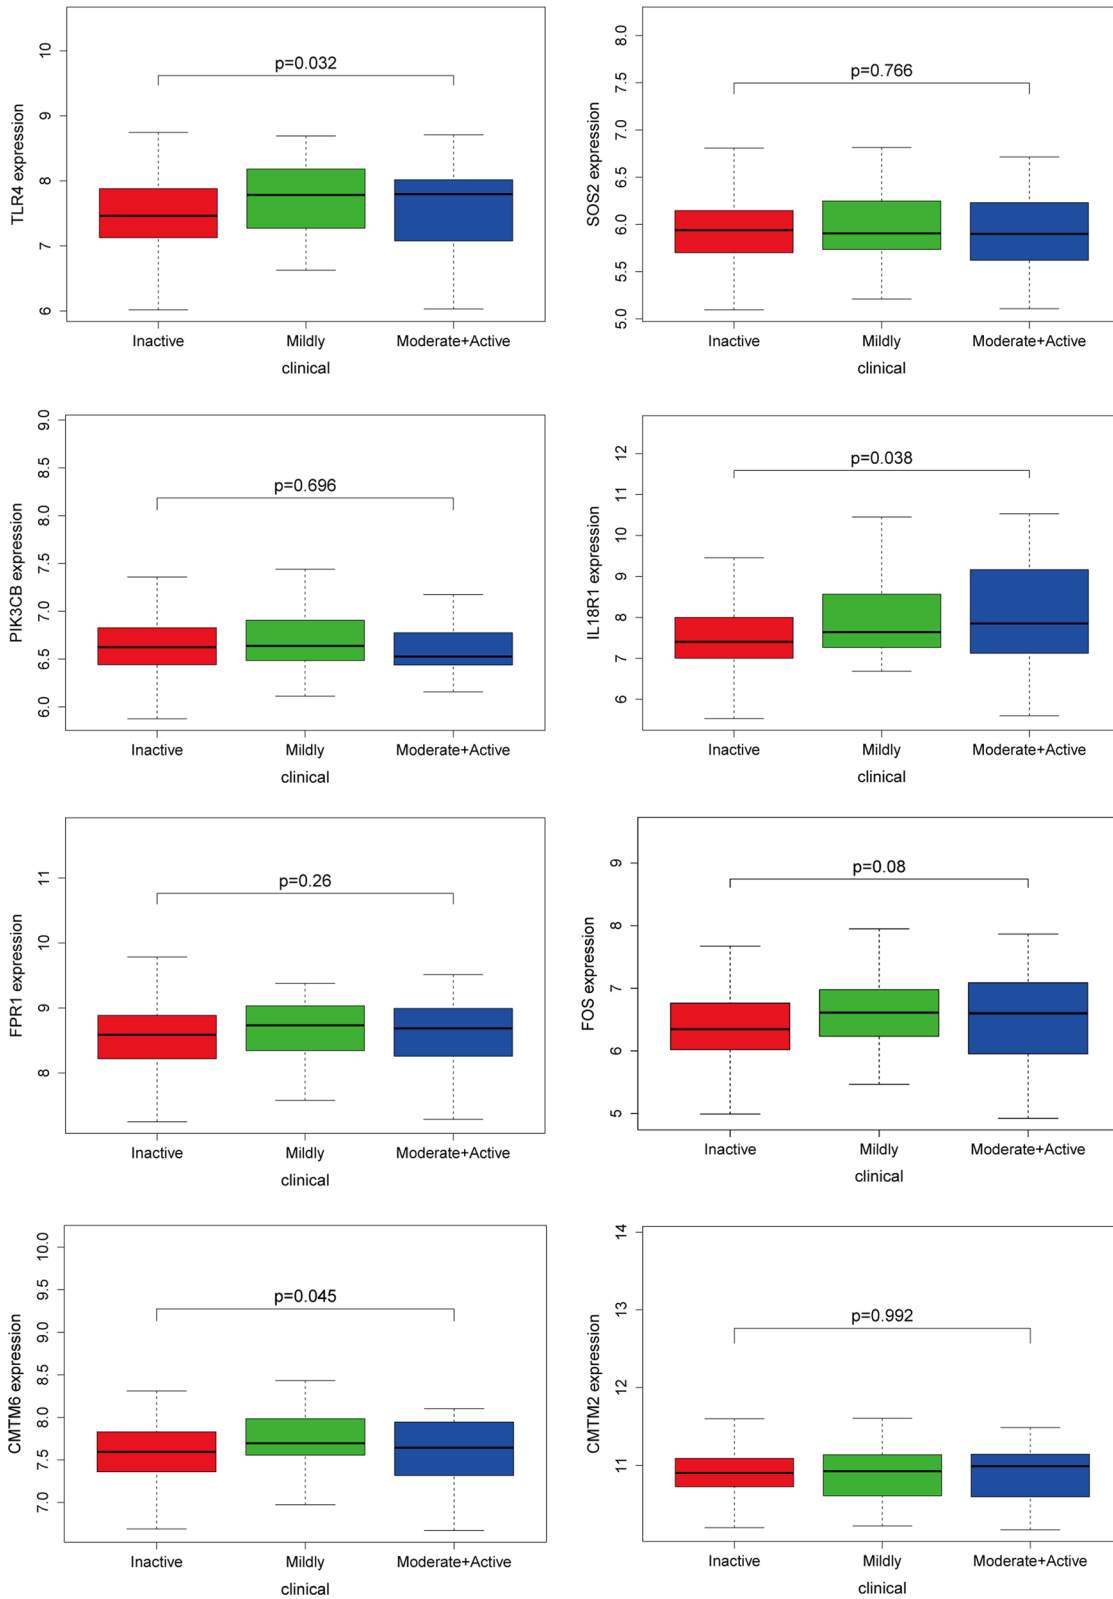 TLR4 expression
10
9
8
7
6
p=0.032
Inactive Mildly Moderate+Active
clinical
SOS2 expression
8.0
7.5
7.0
6.5
6.0
5.5
5.0
p=0.766
Inactive Mildly Moderate+Active
clinical
PIK3CB expression
9.0
8.5
8.0
7.5
7.0
6.5
6.0
p=0.696
Inactive Mildly Moderate+Active
clinical
IL18R1 expression
12
11
10
9
8
7
6
p=0.038
Inactive Mildly Moderate+Active
clinical
FPR1 expression
11
10
9
8
p=0.26
Inactive Mildly Moderate+Active
clinical
FOS expression
9
8
7
6
5
p=0.08
Inactive Mildly Moderate+Active
clinical
CMTM6 expression
10.0
9.5
9.0
8.5
8.0
7.5
7.0
p=0.045
Inactive Mildly Moderate+Active
clinical
CMTM2 expression
14
13
12
11
p=0.992
Inactive Mildly Moderate+Active
clinical